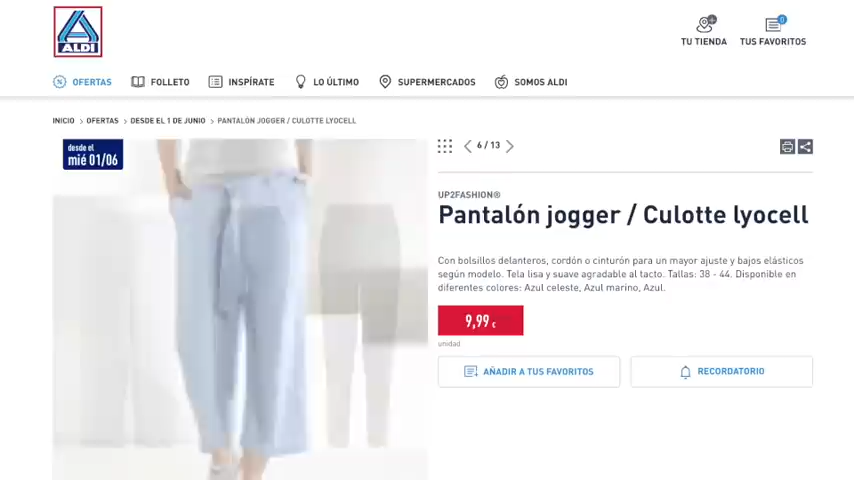 ALDI
TU TIENDA
0
TUS FAVORITOS
OFERTAS
FOLLETO
INSPÍRATE
LO ÚLTIMO
SUPERMERCADOS
SOMOS ALDI
INICIO > OFERTAS > DESDE EL 1 DE JUNIO > PANTALÓN JOGGER / CULOTTE LYOCELL
desde el
mié 01/06
6 / 13
UP2FASHION®
Pantalón jogger / Culotte lyocell
Con bolsillos delanteros, cordón o cinturón para un mayor ajuste y bajos elásticos
según modelo. Tela lisa y suave agradable al tacto. Tallas: 38 - 44. Disponible en
diferentes colores: Azul celeste, Azul marino, Azul.
9,99 €
unidad
AÑADIR A TUS FAVORITOS
RECORDATORIO